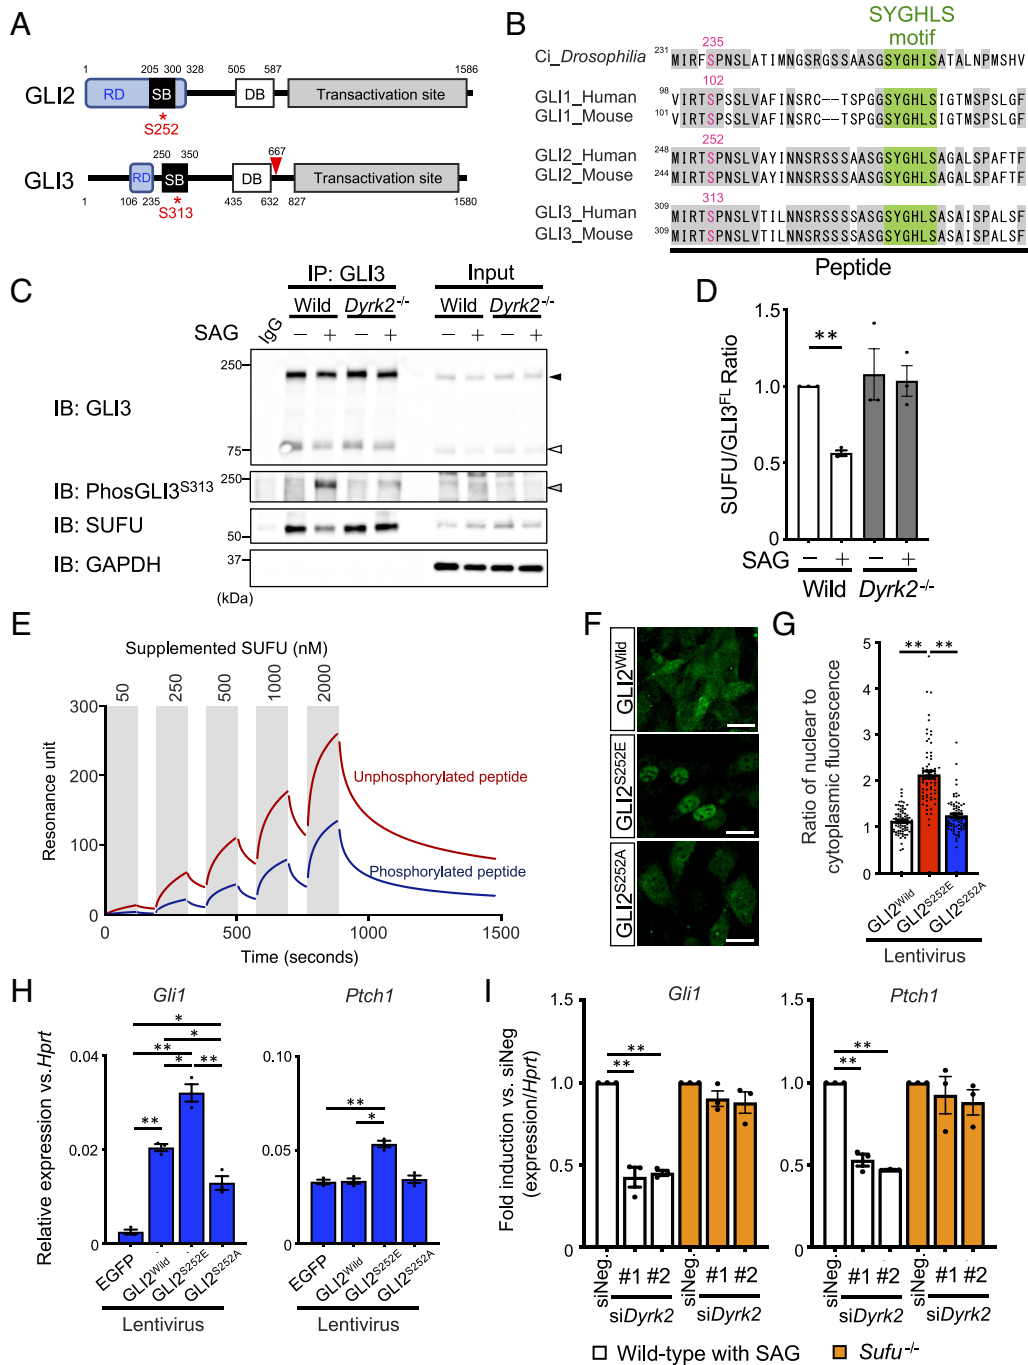 A
1 205 300 328 505 587 1586
GLI2 RD SB DB Transactivation site
*
S252
250 350 667
GLI3 RD SB DB Transactivation site
*
1 106 235 S313 435 632 827 1580
B
SYGHLS
motif
235
Ci_Drosophilia 231 MIRFSPNSLATIMNGSRGSSAASGSYGHISATALNPMSHV
102
GLI1_Human 98 VIRTSPSSLVAFINSRC--TSPGGSYGHLSIGTMSPSLGF
GLI1_Mouse 101 VIRTSPSSLVAFINSRC--TSPGGSYGHLSIGTMSPSLGF
252
GLI2_Human 248 MIRTSPNSLVAYINNSRSSSAASGSYGHLSAGALSPAFTF
GLI2_Mouse 244 MIRTSPNSLVAYINNSRSSSAASGSYGHLSAGALSPAFTF
313
GLI3_Human 309 MIRTSPNSLVTILNNSRSSSSASGSYGHLSASAISPALSF
GLI3_Mouse 309 MIRTSPNSLVTILNNSRSSSSASGSYGHLSASAISPALSF
Peptide
C
IP: GLI3 Input
Wild Dyrk2-/- Wild Dyrk2-/-
SAG IgG − + − + − + − +
250
IB: GLI3
75
IB: PhosGLI3S313 250
IB: SUFU
50
IB: GAPDH 37
(kDa)
D
SUFU/GLI3FL Ratio
1.5
1.0
0.5
0
**
SAG − + − +
Wild Dyrk2-/-
E
Supplemented SUFU (nM)
50 250 500 1000 2000
Resonance unit
300
200
100
0
Unphosphorylated peptide
Phosphorylated peptide
500 1000 1500
Time (seconds)
F
GLI2Wild
GLI2S252E
GLI2S252A
G
Ratio of nuclear to
cytoplasmic fluorescence
5
4
3
2
1
0
** **
GLI2Wild GLI2S252E GLI2S252A
Lentivirus
H
Relative expression vs. Hprt
Gli1
0.04
0.02
0
*
*
**
* **
**
EGFP GLI2Wild GLI2S252E GLI2S252A
Lentivirus
Ptch1
0.10
0.05
0
**
*
EGFP GLI2Wild GLI2S252E GLI2S252A
Lentivirus
I
Fold induction vs. siNeg
(expression/Hprt)
Gli1
1.5
1.0
0.5
0
**
**
siNeg. #1 #2 siNeg. #1 #2
siDyrk2 siDyrk2
Ptch1
1.5
1.0
0.5
0
**
**
siNeg. #1 #2 siNeg. #1 #2
siDyrk2 siDyrk2
Wild-type with SAG Sufu-/-